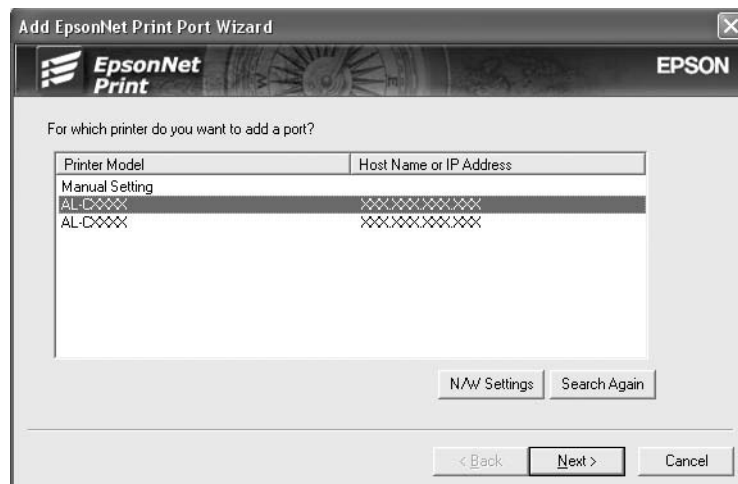 Add EpsonNet Print Port Wizard
EpsonNet Print
EPSON
For which printer do you want to add a port?
Printer Model Host Name or IP Address
Manual Setting
AL-CXXXX XXX.XXX.XXX.XXX
AL-CXXXX XXX.XXX.XXX.XXX
N/W Settings Search Again
< Back Next > Cancel